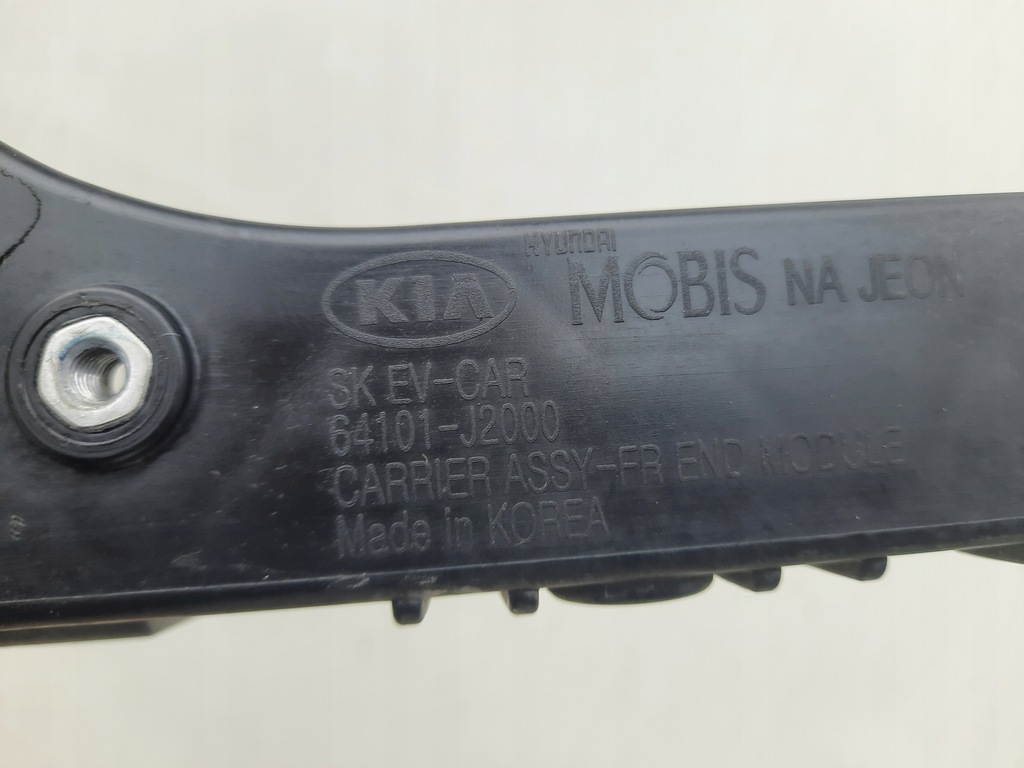 KIA
HYUNDAI
MOBIS NA JEON
SK EV-CAR
64101-J2000
CARRIER ASSY-FR END MODULE
Made in KOREA